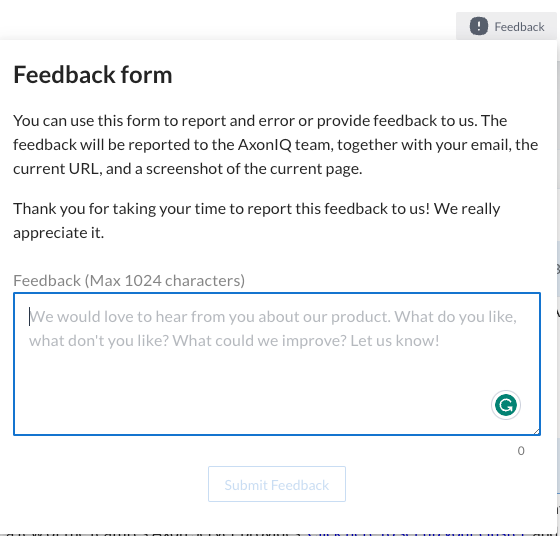 Feedback
Feedback form
You can use this form to report and error or provide feedback to us. The
feedback will be reported to the AxonIQ team, together with your email, the
current URL, and a screenshot of the current page.
Thank you for taking your time to report this feedback to us! We really
appreciate it.
Feedback (Max 1024 characters)
We would love to hear from you about our product. What do you like,
what don't you like? What could we improve? Let us know!
0
Submit Feedback